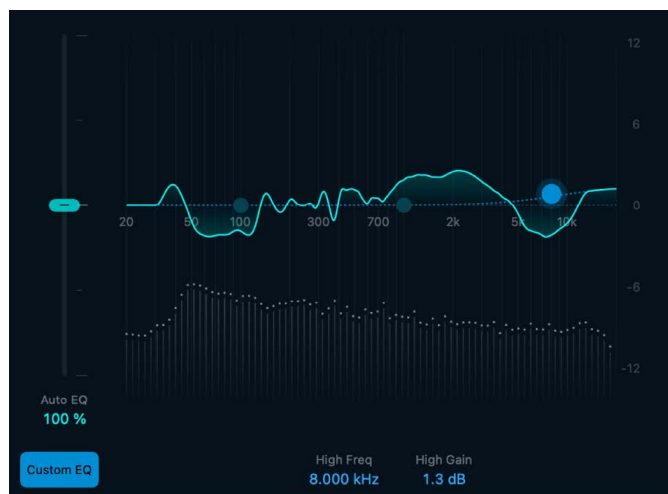 12
6
0
20 50 100 300 700 2k 5k 10k
-6
-12
Auto EQ
100 %
Custom EQ
High Freq High Gain
8.000 kHz 1.3 dB